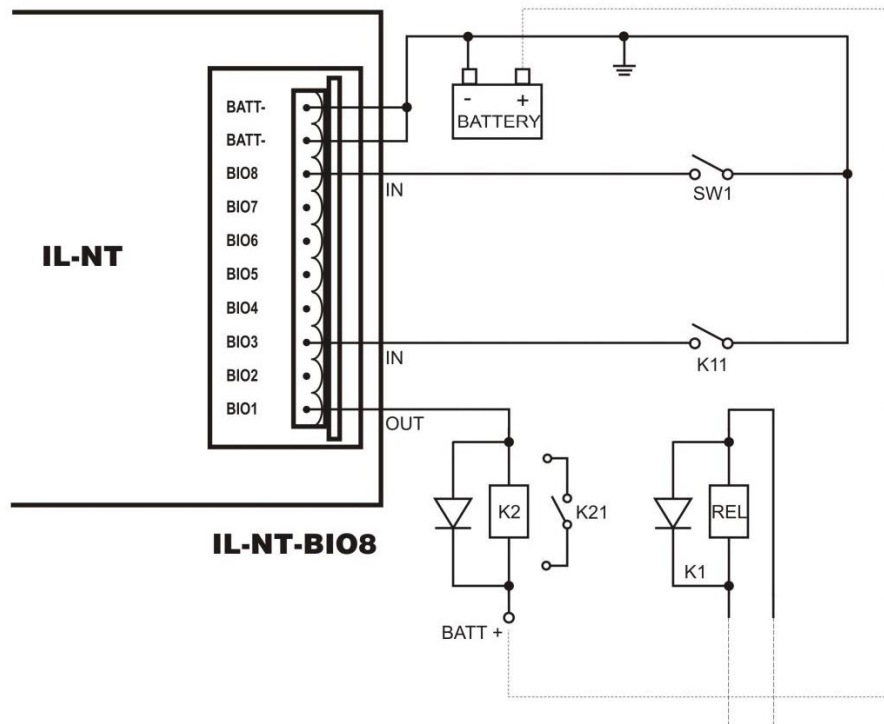 BATT-
BATT-
BIO8
BIO7
BIO6
BIO5
BIO4
BIO3
BIO2
BIO1
IL-NT
IL-NT-BIO8
- +
BATTERY
IN
SW1
IN
K11
OUT
K2
K21
REL
K1
BATT +